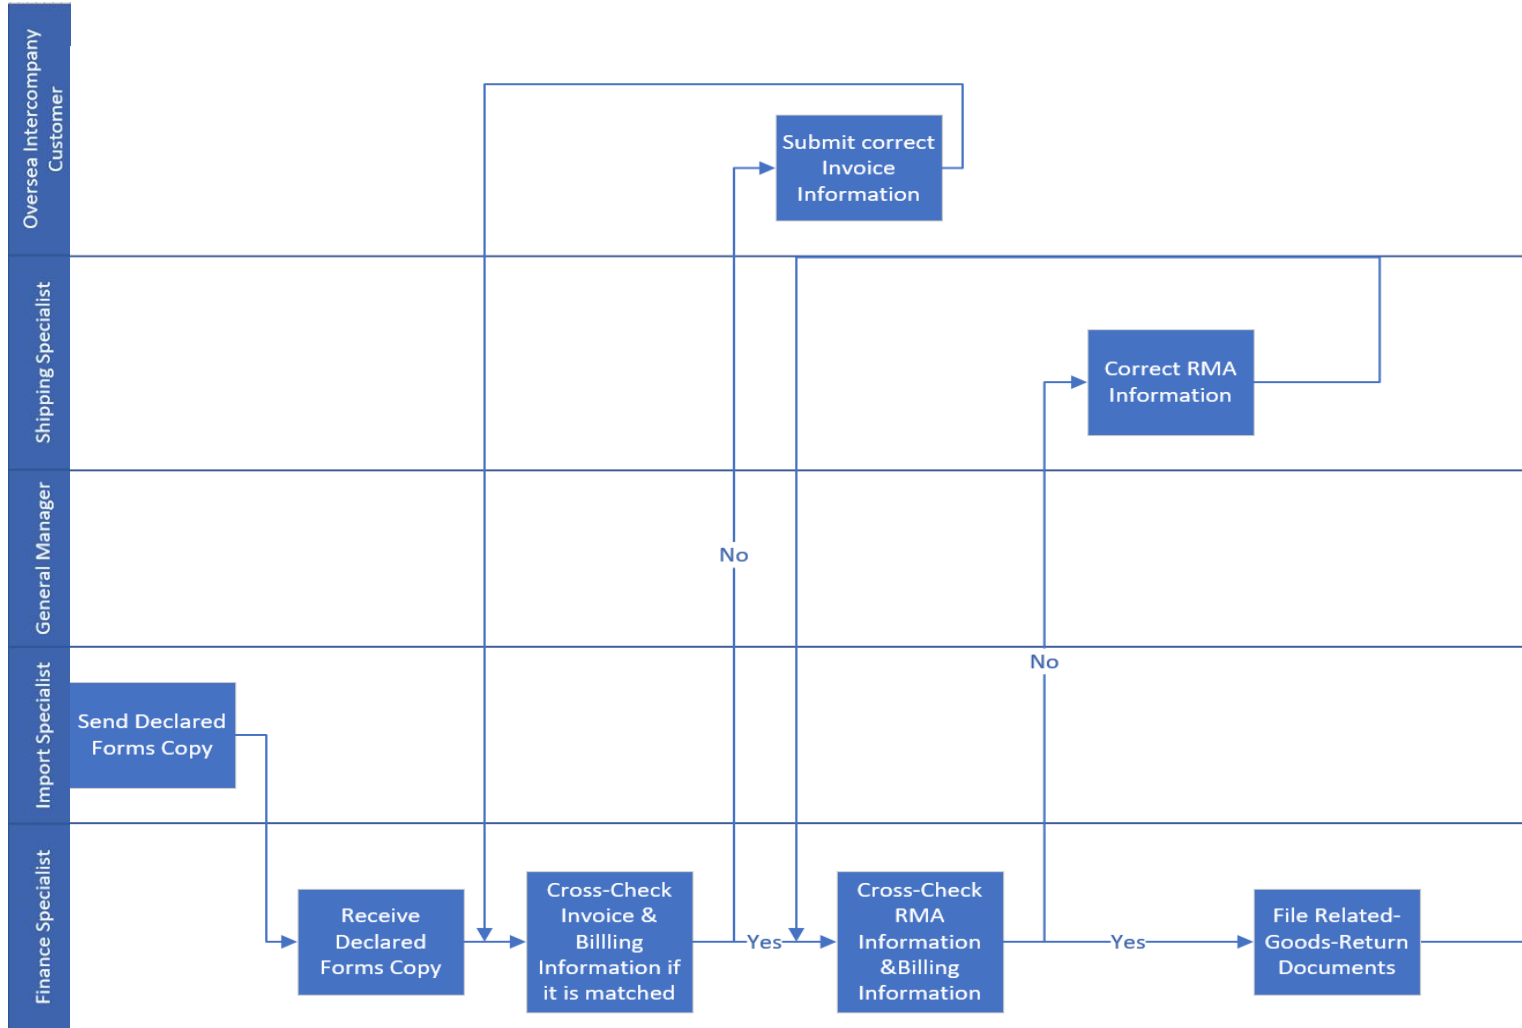 Oversea Intercompany
Customer
Submit correct
Invoice
Information
Shipping Specialist
Correct RMA
Information
General Manager
No
Import Specialist
No
Send Declared
Forms Copy
Finance Specialist
Receive
Declared
Forms Copy
Cross-Check
Invoice &
Billling
Information if
it is matched
Yes
Cross-Check
RMA
Information
&Billing
Information
Yes
File Related-
Goods-Return
Documents